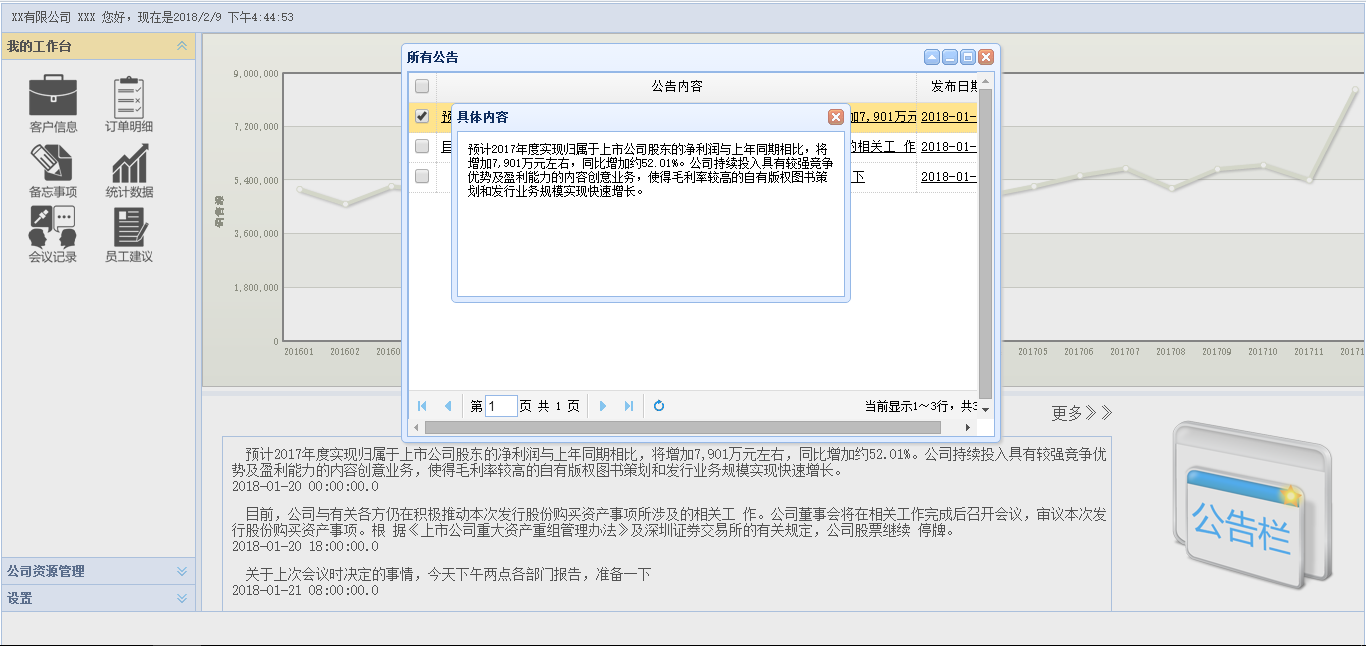 XX有限公司 XXX 您好，现在是2018/2/9 下午4:44:53
我的工作台
客户信息
订单明细
备忘事项
统计数据
会议记录
员工建议
公司资源管理
设置
销售额
9,000,000
7,200,000
5,400,000
3,600,000
1,800,000
0
201601 201602 20160
201705 201706 201707 201708 201709 201710 201711 20171
所有公告
公告内容 发布日期
预 加7,901万元 2018-01-
目 的相关工 作 2018-01-
下 2018-01-
具体内容
预计2017年度实现归属于上市公司股东的净利润与上年同期相比，将
增加7,901万元左右，同比增加约52.01%。公司持续投入具有较强竞争
优势及盈利能力的内容创意业务，使得毛利率较高的自有版权图书策
划和发行业务规模实现快速增长。
第 1 页 共 1 页
当前显示1～3行，共3
更多》》
预计2017年度实现归属于上市公司股东的净利润与上年同期相比，将增加7,901万元左右，同比增加约52.01%。公司持续投入具有较强竞争优
势及盈利能力的内容创意业务，使得毛利率较高的自有版权图书策划和发行业务规模实现快速增长。
2018-01-20 00:00:00.0
目前，公司与有关各方仍在积极推动本次发行股份购买资产事项所涉及的相关工 作。公司董事会将在相关工作完成后召开会议，审议本次发
行股份购买资产事项。根 据《上市公司重大资产重组管理办法》及深圳证券交易所的有关规定，公司股票继续 停牌。
2018-01-20 18:00:00.0
关于上次会议时决定的事情，今天下午两点各部门报告，准备一下
2018-01-21 08:00:00.0
公告栏